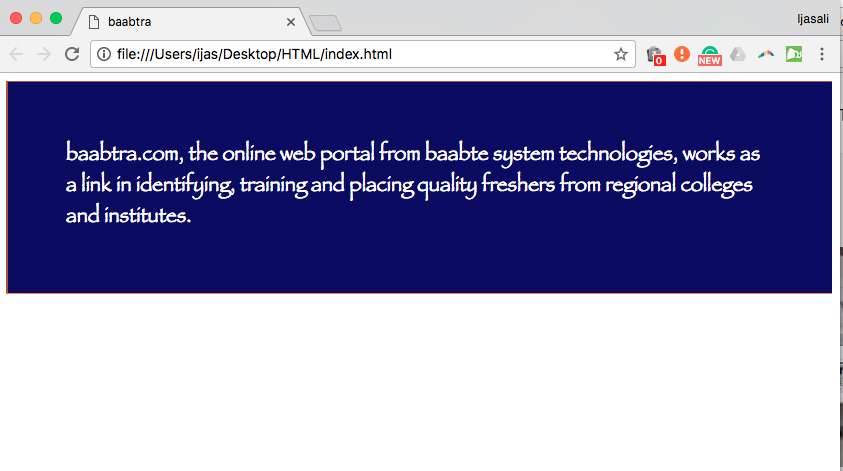 baabtra
Ijasali
file:///Users/ijas/Desktop/HTML/index.html
0
NEW
baabtra.com, the online web portal from baabte system technologies, works as
a link in identifying, training and placing quality freshers from regional colleges
and institutes.